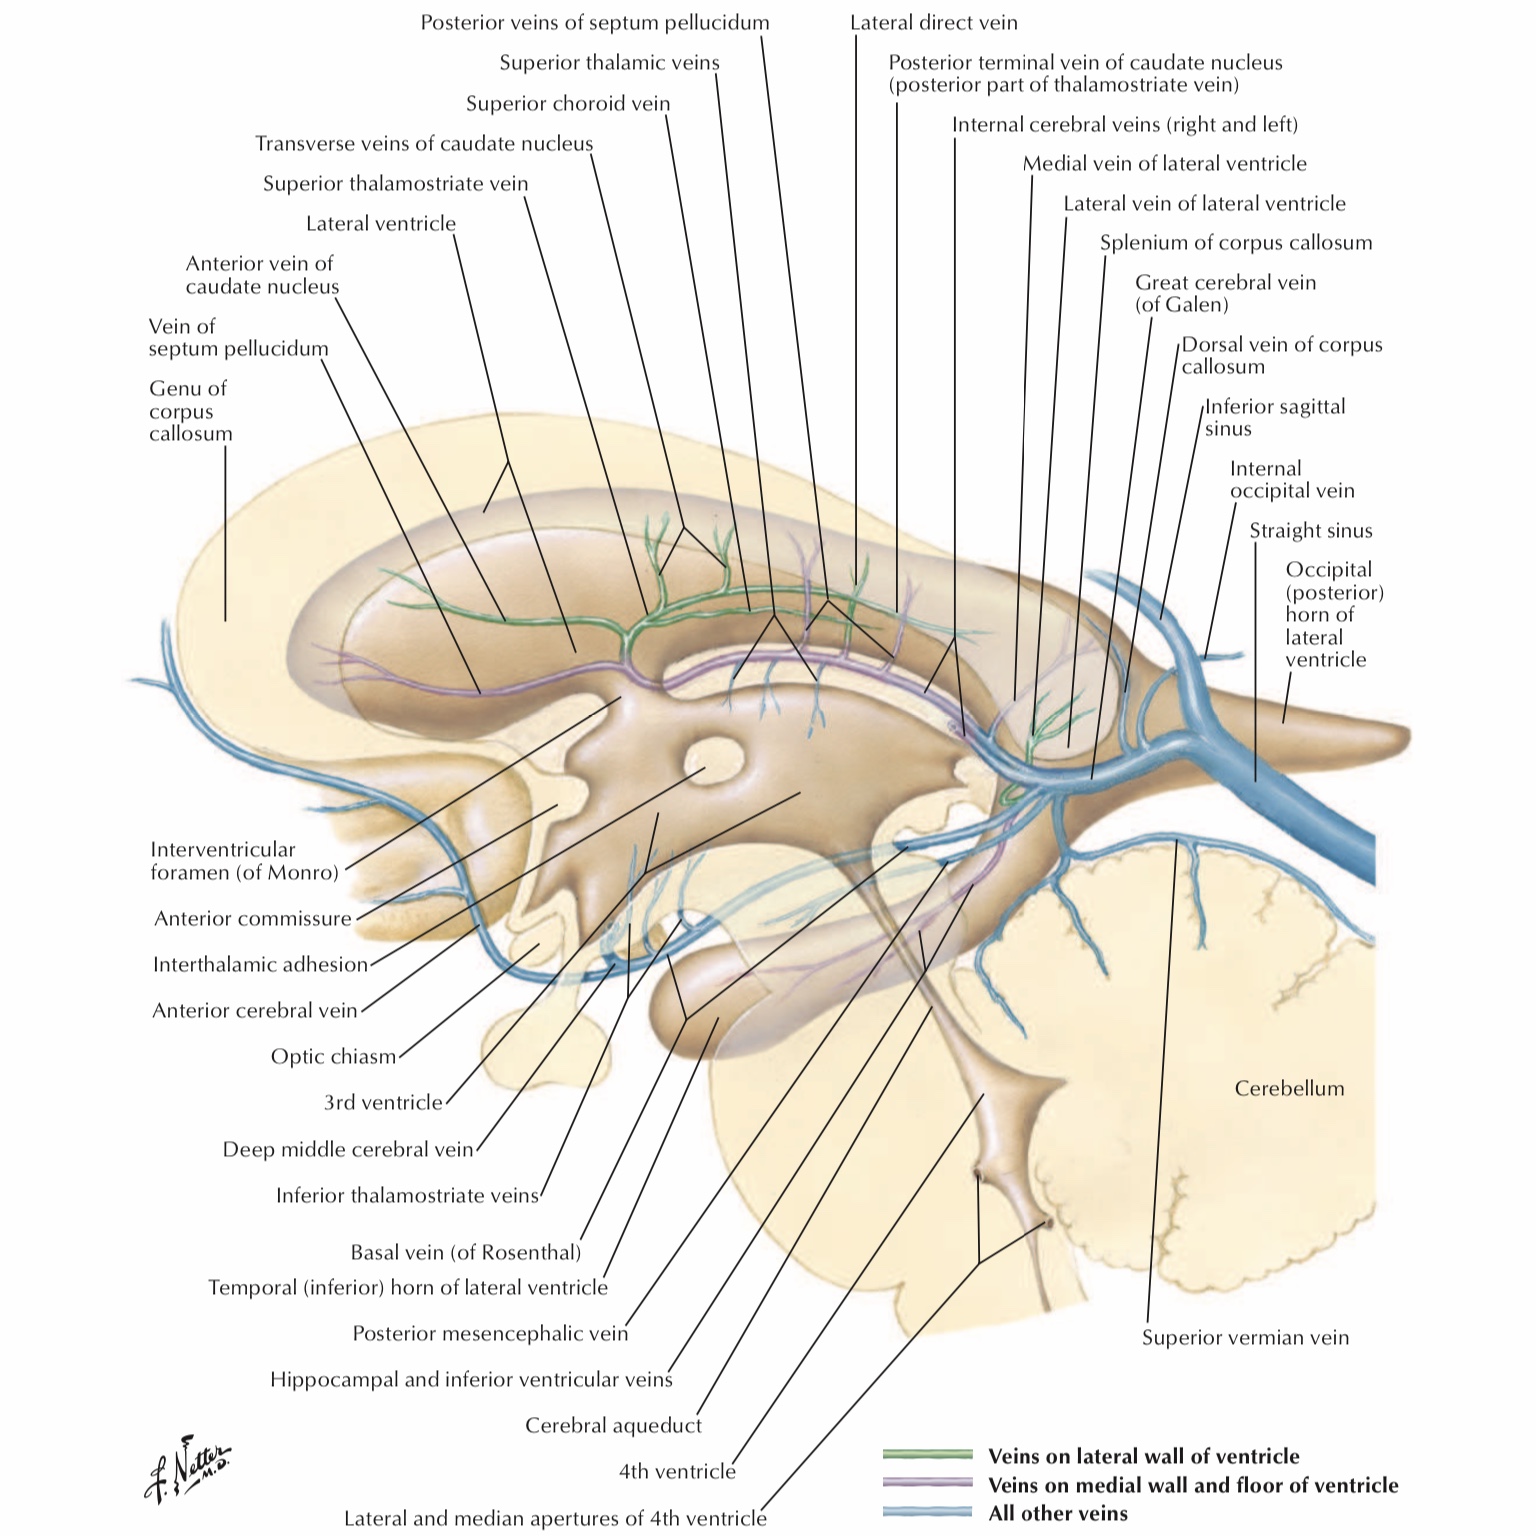 Posterior veins of septum pellucidum
Superior thalamic veins
Superior choroid vein
Transverse veins of caudate nucleus
Superior thalamostriate vein
Lateral ventricle
Anterior vein of
caudate nucleus
Vein of
septum pellucidum
Genu of
corpus
callosum
Lateral direct vein
Posterior terminal vein of caudate nucleus
(posterior part of thalamostriate vein)
Internal cerebral veins (right and left)
Medial vein of lateral ventricle
Lateral vein of lateral ventricle
Splenium of corpus callosum
Great cerebral vein
(of Galen)
Dorsal vein of corpus
callosum
Inferior sagittal
sinus
Internal
occipital vein
Straight sinus
Occipital
(posterior)
horn of
lateral
ventricle
Interventricular
foramen (of Monro)
Anterior commissure
Interthalamic adhesion
Anterior cerebral vein
Optic chiasm
3rd ventricle
Deep middle cerebral vein
Inferior thalamostriate veins
Basal vein (of Rosenthal)
Temporal (inferior) horn of lateral ventricle
Posterior mesencephalic vein
Hippocampal and inferior ventricular veins
Cerebral aqueduct
4th ventricle
Lateral and median apertures of 4th ventricle
Cerebellum
Superior vermian vein
Veins on lateral wall of ventricle
Veins on medial wall and floor of ventricle
All other veins
F. Netter
M.D.